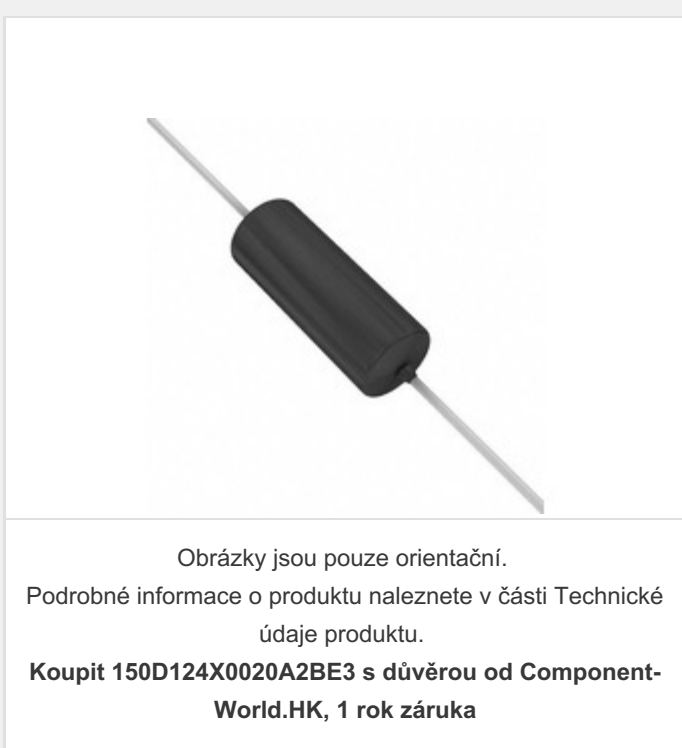 Obrázky jsou pouze orientační.
Podrobné informace o produktu naleznete v části Technické
údaje produktu.
Koupit 150D124X0020A2BE3 s důvěrou od Component-
World.HK, 1 rok záruka